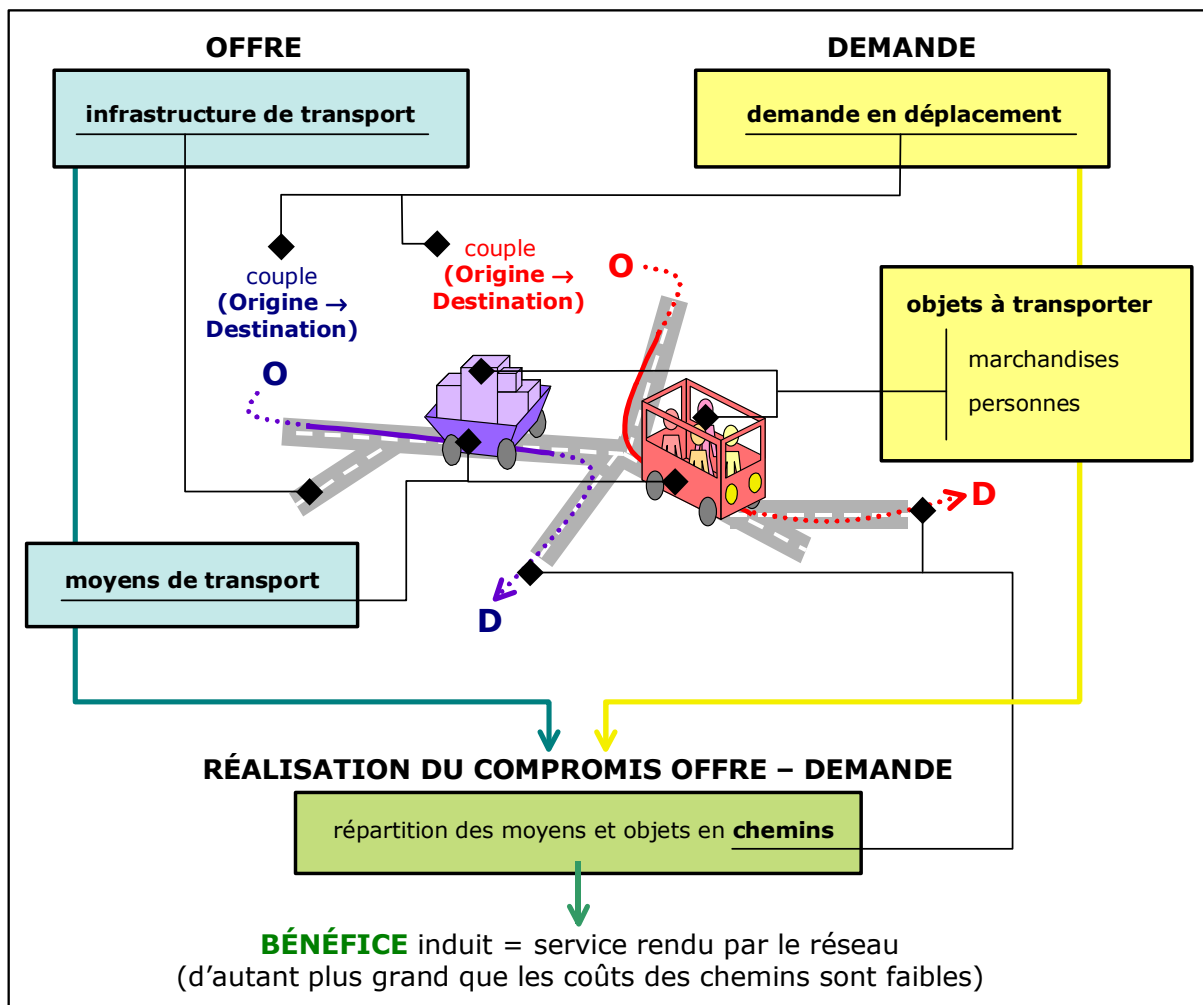 OFFRE
DEMANDE
infrastructure de transport
demande en déplacement
couple
(Origine →
Destination)
couple
(Origine →
Destination)
O
objets à transporter
marchandises
personnes
O
D
moyens de transport
D
RÉALISATION DU COMPROMIS OFFRE – DEMANDE
répartition des moyens et objets en chemins
BÉNÉFICE induit = service rendu par le réseau
(d’autant plus grand que les coûts des chemins sont faibles)